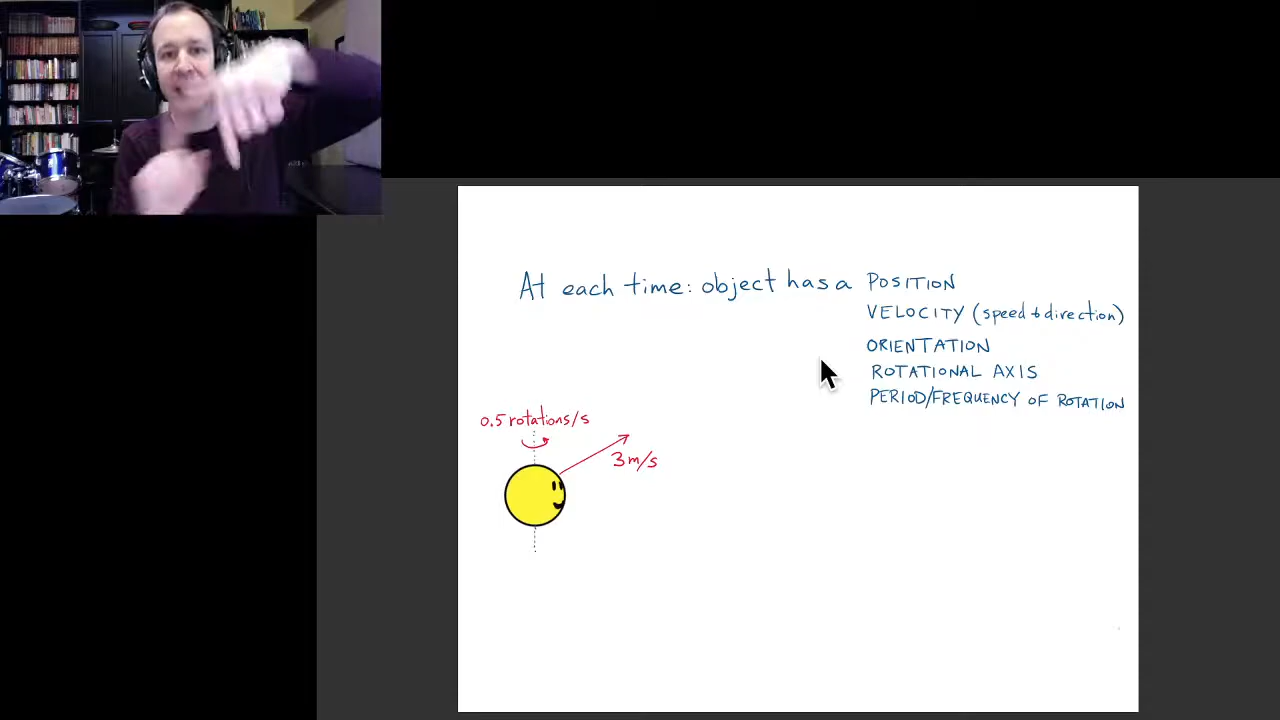 At each time: object has a POSITION
VELOCITY (speed + direction)
ORIENTATION
ROTATIONAL AXIS
PERIOD/FREQUENCY OF ROTATION
0.5 rotations/s
3m/s